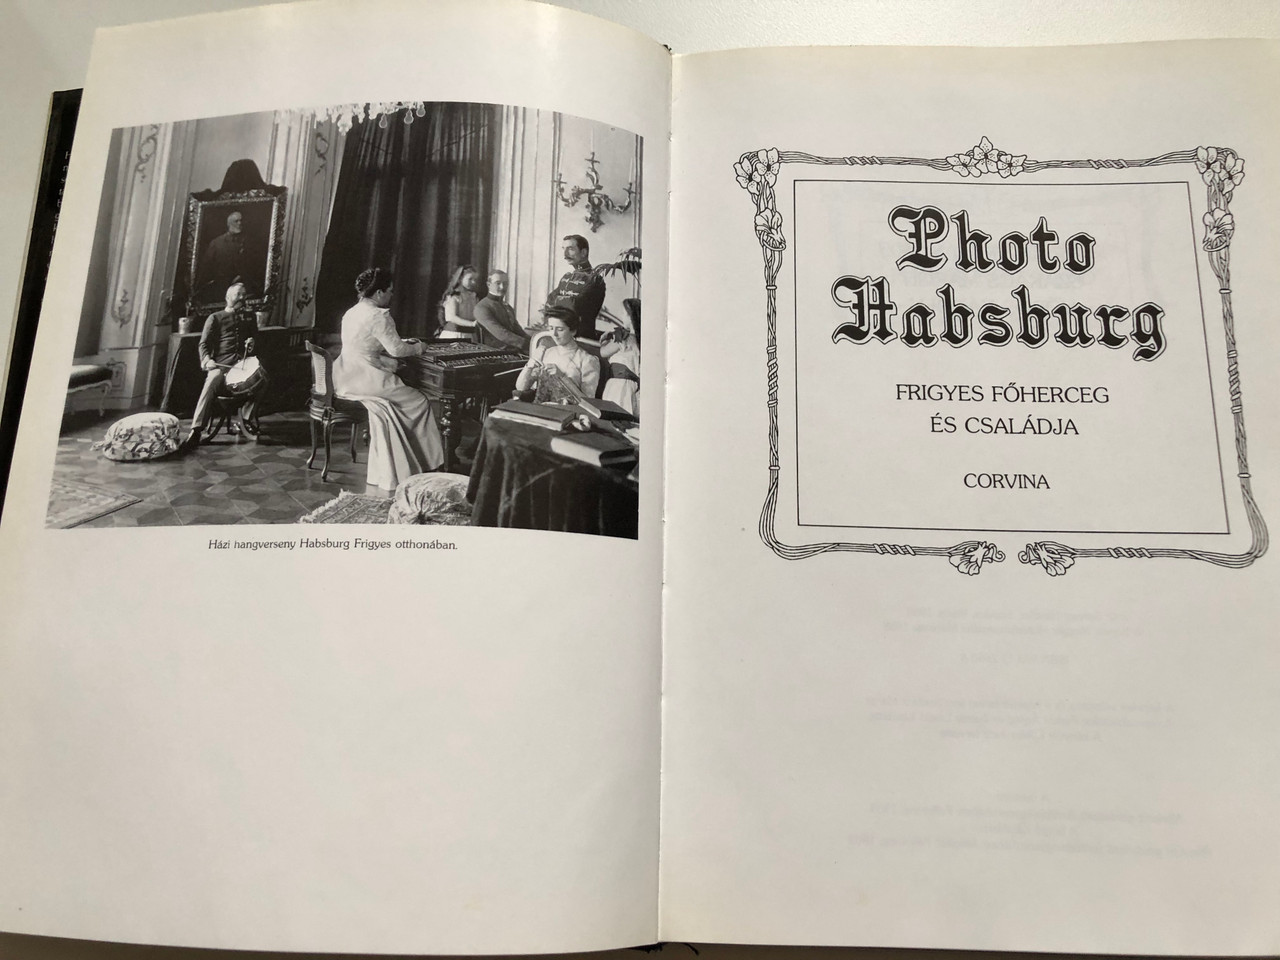 Házi hangverseny Habsburg Frigyes otthonában.
Photo
Habsburg
FRIGYES FŐHERCEG
ÉS CSALÁDJA
CORVINA